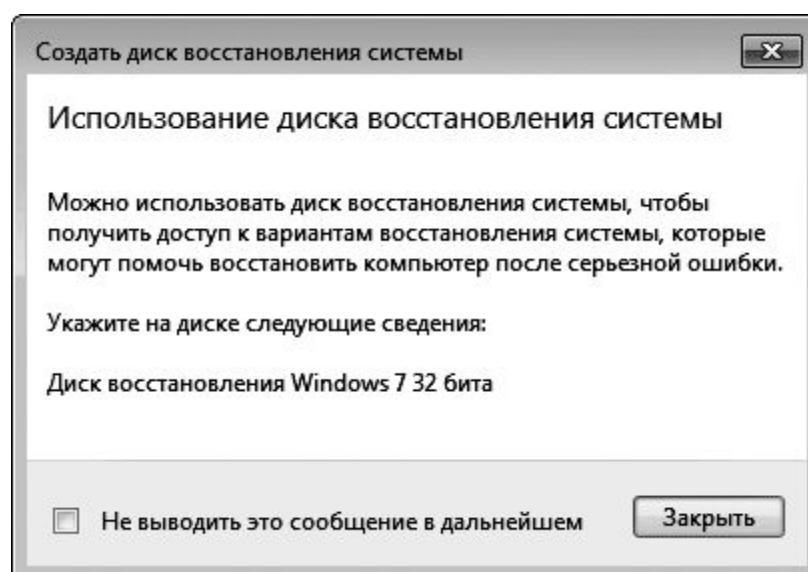 Создать диск восстановления системы
Использование диска восстановления системы
Можно использовать диск восстановления системы, чтобы
получить доступ к вариантам восстановления системы, которые
могут помочь восстановить компьютер после серьезной ошибки.
Укажите на диске следующие сведения:
Диск восстановления Windows 7 32 бита
Не выводить это сообщение в дальнейшем
Закрыть